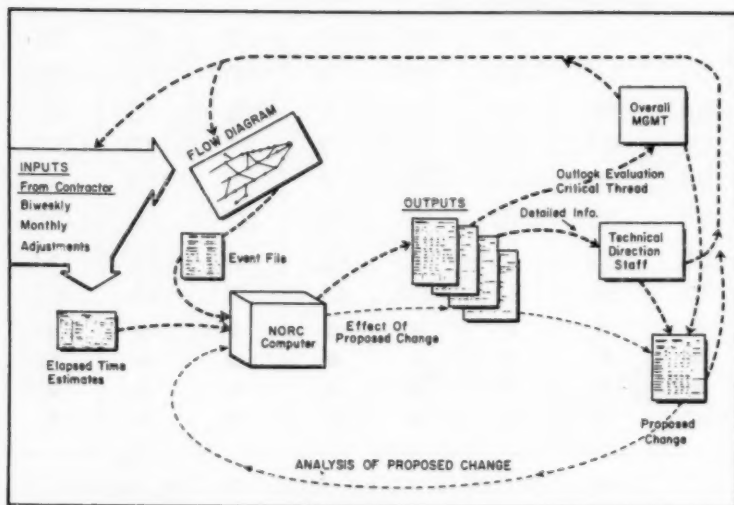 FLOW DIAGRAM
Overall
MGMT
INPUTS
From Contractor
Biweekly
Monthly
Adjustments
Outlook Evaluation
Critical Thread
OUTPUTS
Detailed Info.
Technical
Direction
Staff
Event File
NORC
Computer
Effect Of
Proposed Change
Elapsed Time
Estimates
Proposed
Change
ANALYSIS OF PROPOSED CHANGE